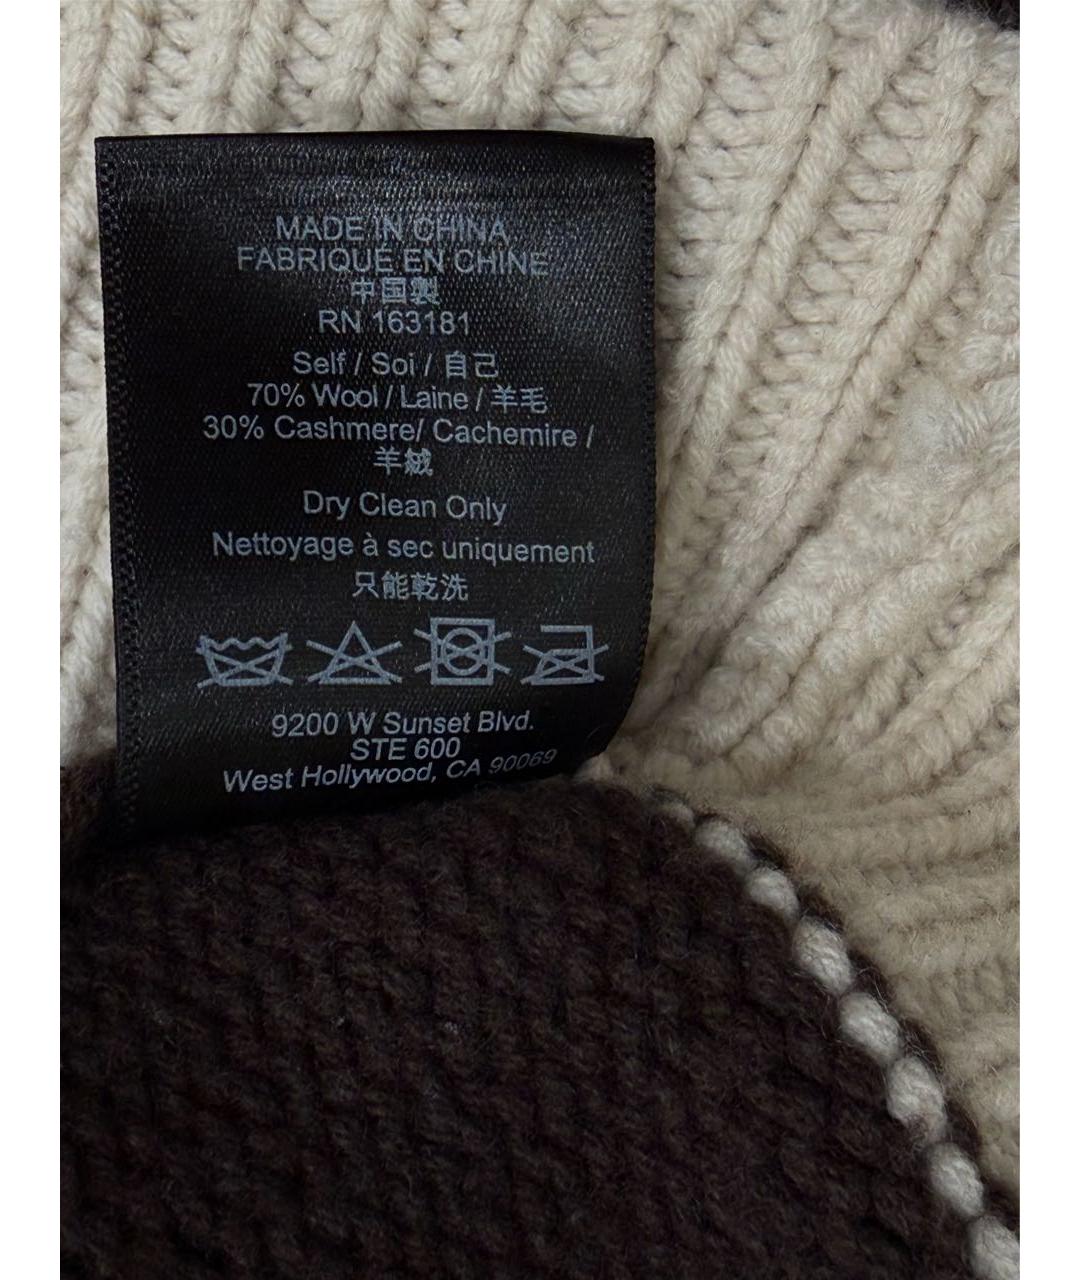 MADE IN CHINA
FABRIQUÉ EN CHINE
中国製
RN 163181
Self / Soi / 自己
70% Wool / Laine / 羊毛
30% Cashmere/ Cachemire /
羊絨
Dry Clean Only
Nettoyage à sec uniquement
只能乾洗
9200 W Sunset Blvd.
STE 600
West Hollywood, CA 90069